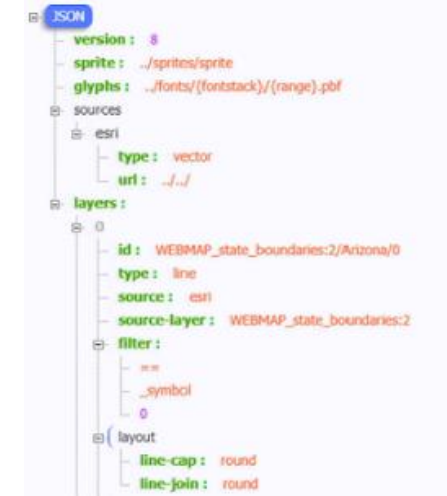 JSON
version : 8
sprite : ../sprites/sprite
glyphs : ../fonts/{fontstack}/{range}.pbf
sources
esri
type : vector
url : ../../
layers :
0
id : WEBMAP_state_boundaries:2/Arizona/0
type : line
source : esri
source-layer : WEBMAP_state_boundaries:2
filter :
==
_symbol
0
layout
line-cap : round
line-join : round